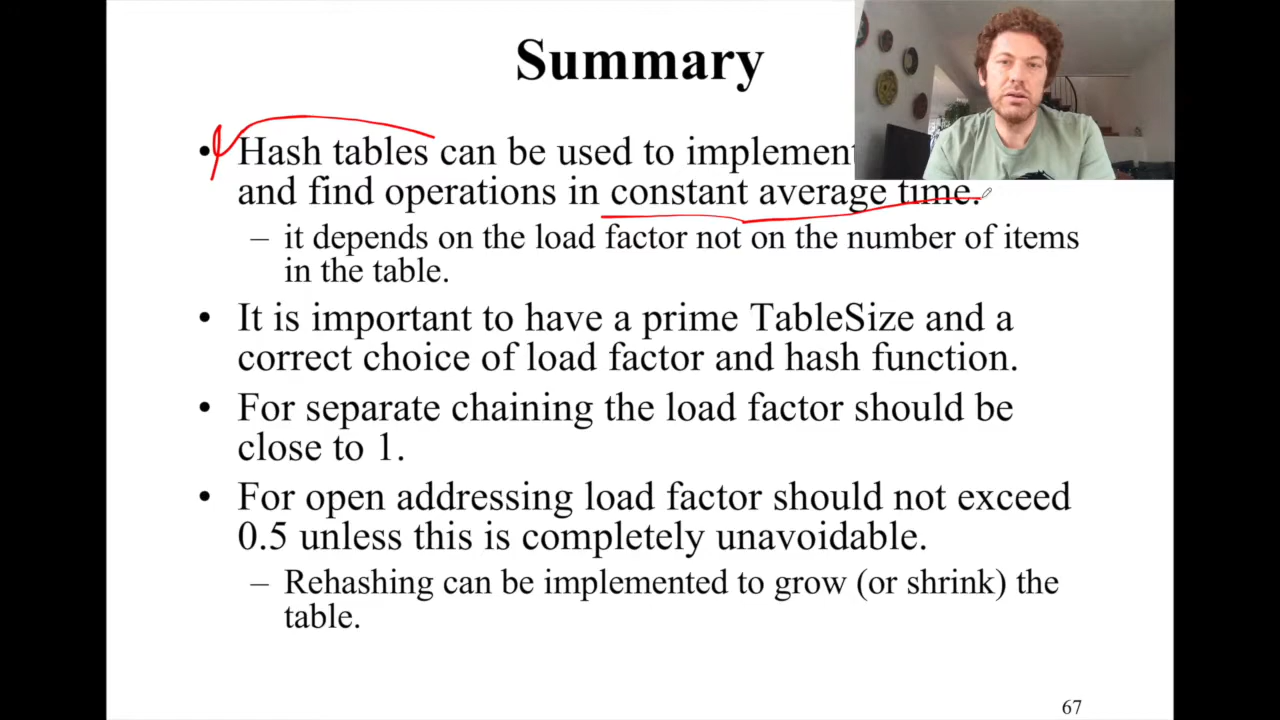 Summary
• Hash tables can be used to implement
and find operations in constant average time.
– it depends on the load factor not on the number of items
in the table.
• It is important to have a prime TableSize and a
correct choice of load factor and hash function.
• For separate chaining the load factor should be
close to 1.
• For open addressing load factor should not exceed
0.5 unless this is completely unavoidable.
– Rehashing can be implemented to grow (or shrink) the
table.
67